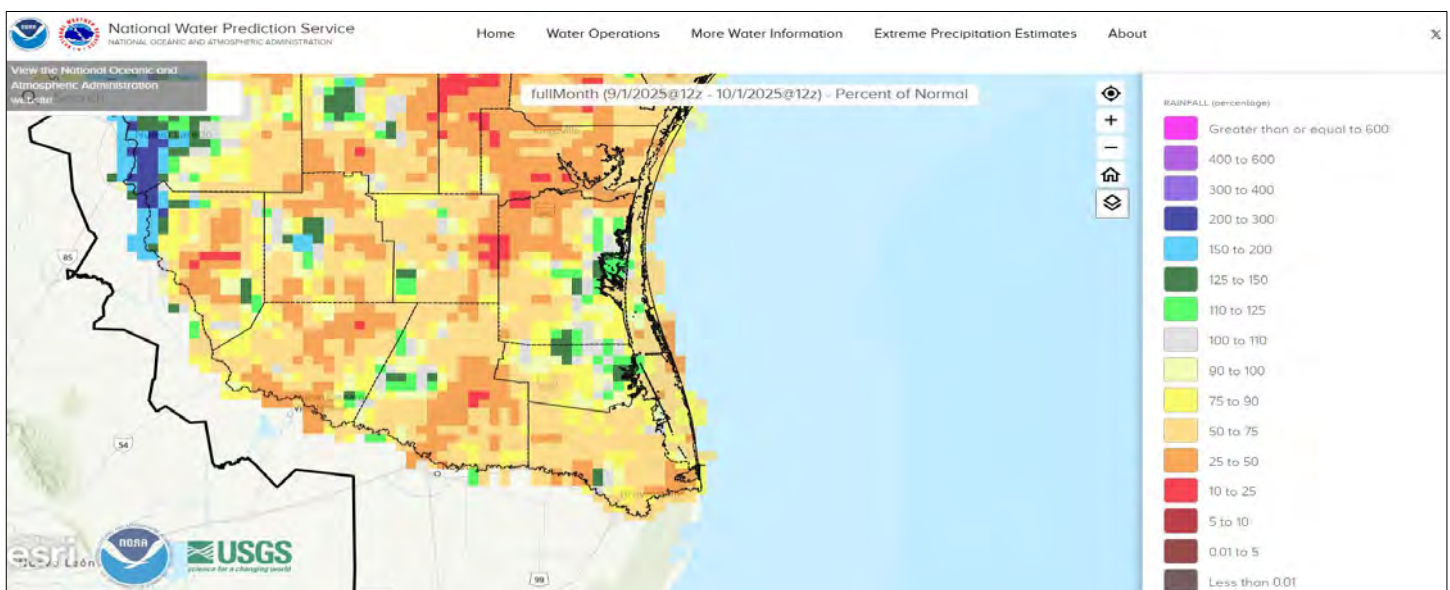 National Water Prediction Service
NATIONAL OCEANIC AND ATMOSPHERIC ADMINISTRATION
Home
Water Operations
More Water Information
Extreme Precipitation Estimates
About
View the National Oceanic and
Atmospheric Administration
website
fullMonth (9/1/2025@12z - 10/1/2025@12z) - Percent of Normal
RAINFALL (percentage)
Greater than or equal to 600
400 to 600
300 to 400
200 to 300
150 to 200
125 to 150
110 to 125
100 to 110
90 to 100
75 to 90
50 to 75
25 to 50
10 to 25
5 to 10
0.01 to 5
Less than 0.01
Kingsville
85
54
99
esri
NOAA
USGS
science for a changing world
León